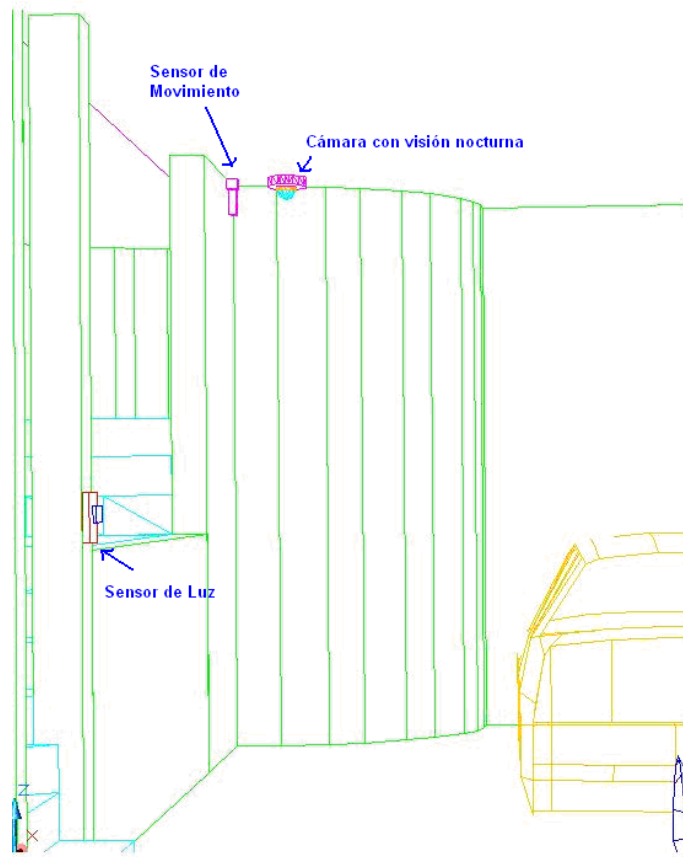 Sensor de
Movimiento
Cámara con visión nocturna
Sensor de Luz
Z
X